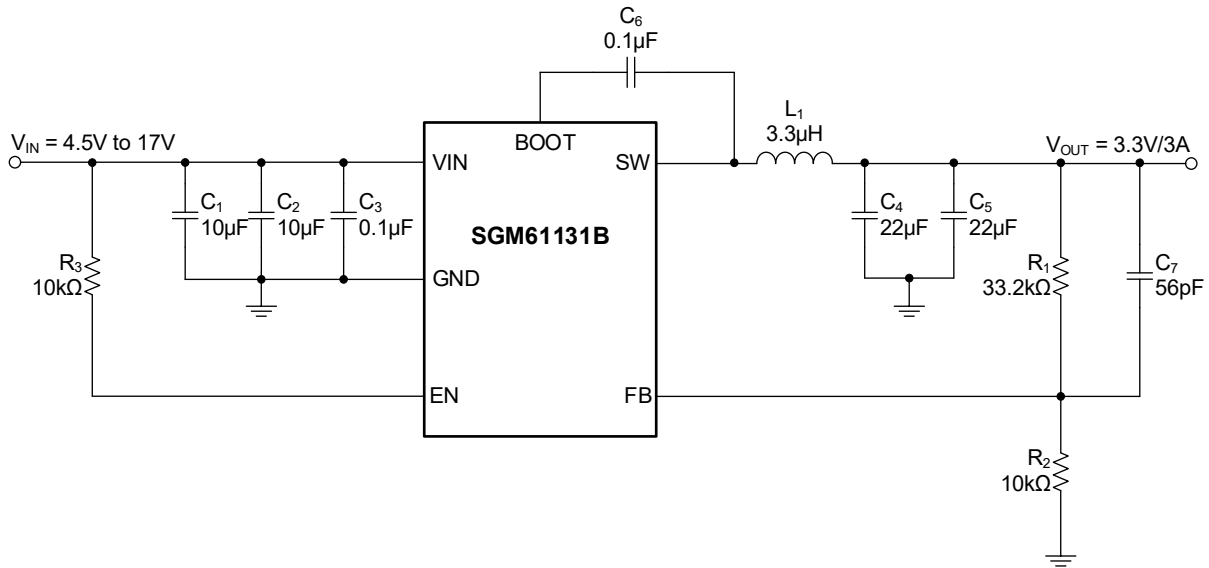 C6
0.1μF
L1
3.3μH
VIN = 4.5V to 17V
VOUT = 3.3V/3A
BOOT
VIN
SW
C1
10μF
C2
10μF
C3
0.1μF
C4
22μF
C5
22μF
SGM61131B
R3
10kΩ
GND
R1
33.2kΩ
C7
56pF
EN
FB
R2
10kΩ